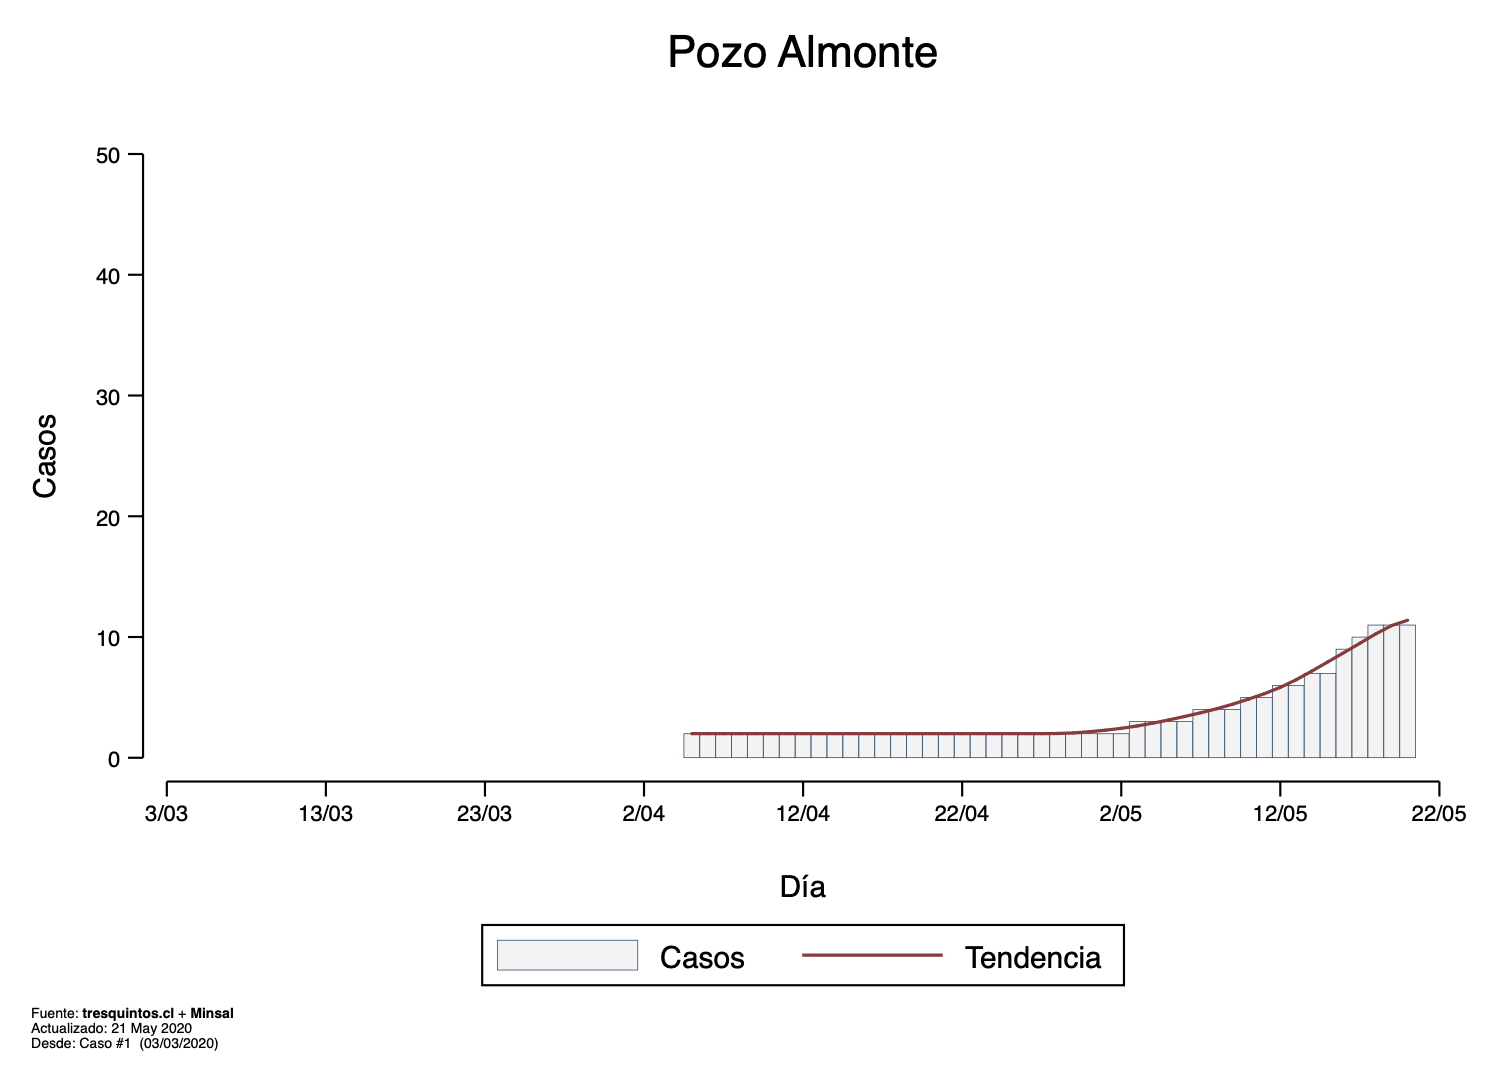 Pozo Almonte
50
40
30
20
10
0
Casos
3/03 13/03 23/03 2/04 12/04 22/04 2/05 12/05 22/05
Día
Casos Tendencia
Fuente: tresquintos.cl + Minsal
Actualizado: 21 May 2020
Desde: Caso #1 (03/03/2020)